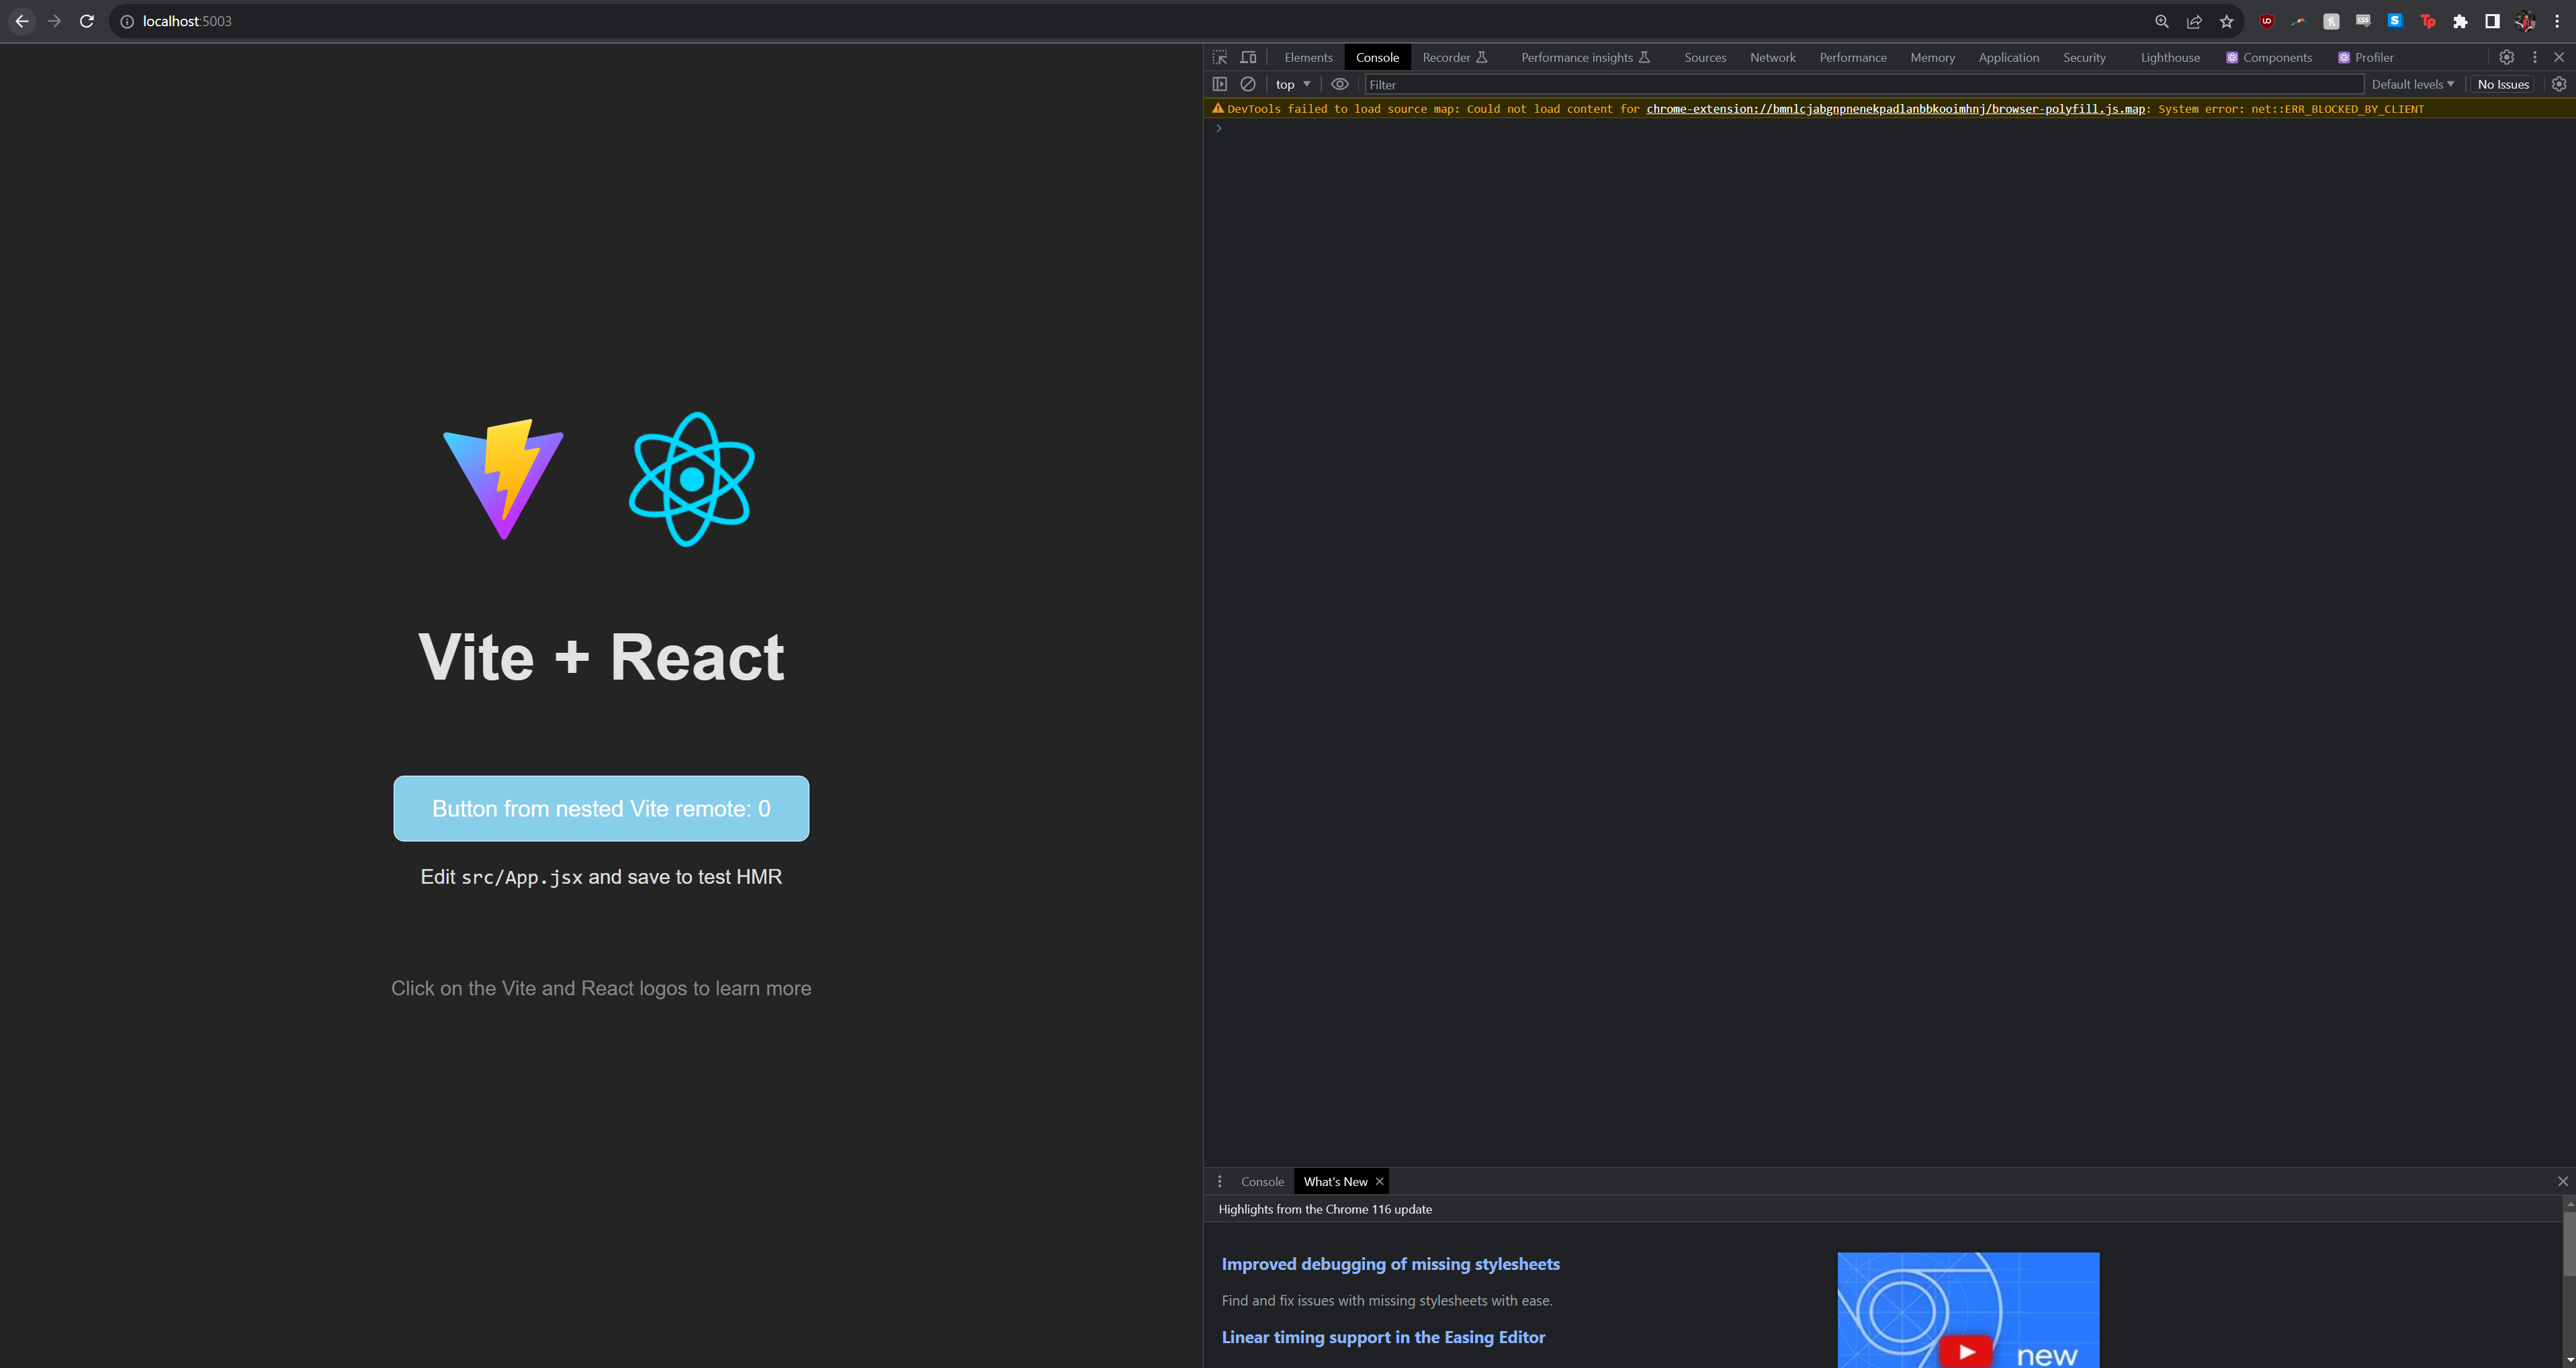 localhost:5003
Elements Console Recorder Performance insights Sources Network Performance Memory Application Security Lighthouse Components Profiler
top Filter Default levels No Issues
DevTools failed to load source map: Could not load content for chrome-extension://bmnlcjabgnpnenekpadlanbbkooimhnj/browser-polyfill.js.map: System error: net::ERR_BLOCKED_BY_CLIENT
Vite + React
Button from nested Vite remote: 0
Edit src/App.jsx and save to test HMR
Click on the Vite and React logos to learn more
Console What's New
Highlights from the Chrome 116 update
Improved debugging of missing stylesheets
Find and fix issues with missing stylesheets with ease.
Linear timing support in the Easing Editor
new